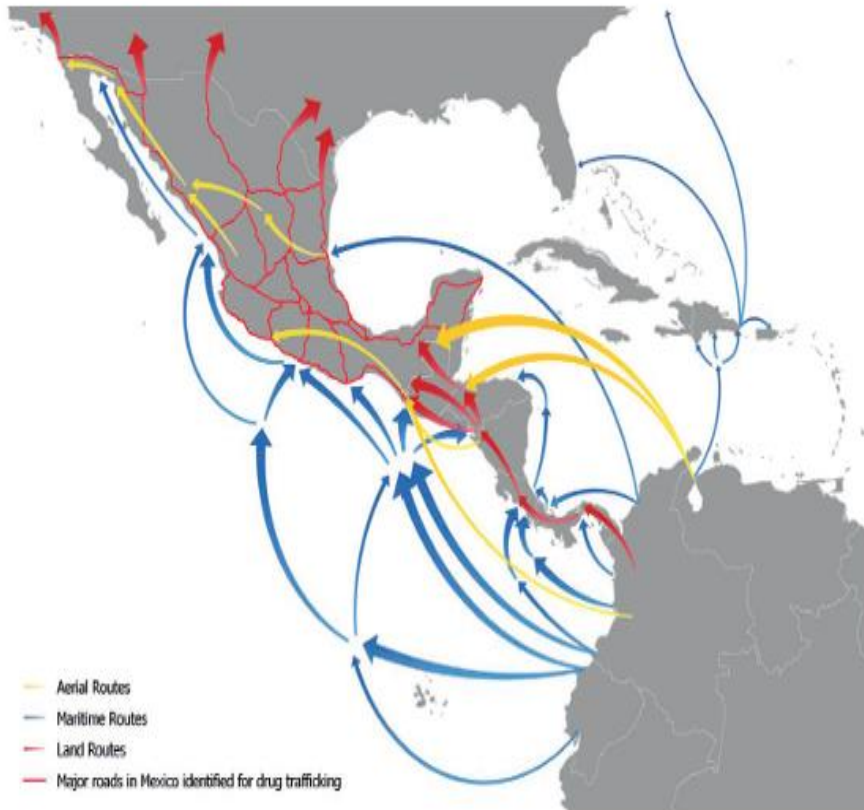 Aerial Routes
Maritime Routes
Land Routes
Major roads in Mexico identified for drug trafficking